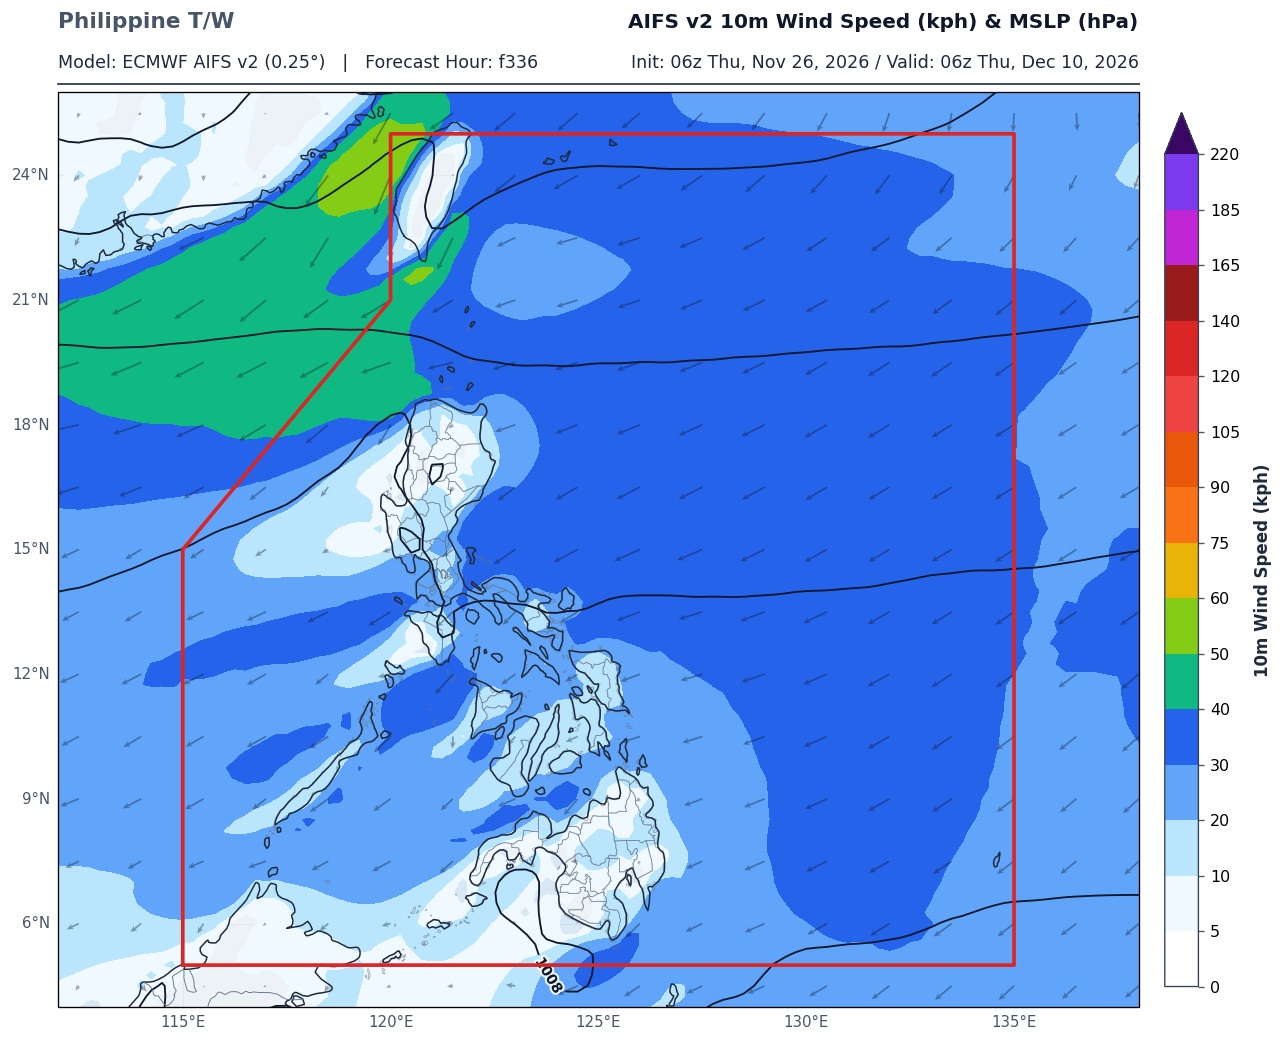 Philippine T/W
AIFS v2 10m Wind Speed (kph) & MSLP (hPa)
Model: ECMWF AIFS v2 (0.25°) | Forecast Hour: f336
Init: 06z Thu, Nov 26, 2026 / Valid: 06z Thu, Dec 10, 2026
24°N
21°N
18°N
15°N
12°N
9°N
6°N
1008
115°E
120°E
125°E
130°E
135°E
220
185
165
140
120
105
90
75
60
50
40
30
20
10
5
0
10m Wind Speed (kph)